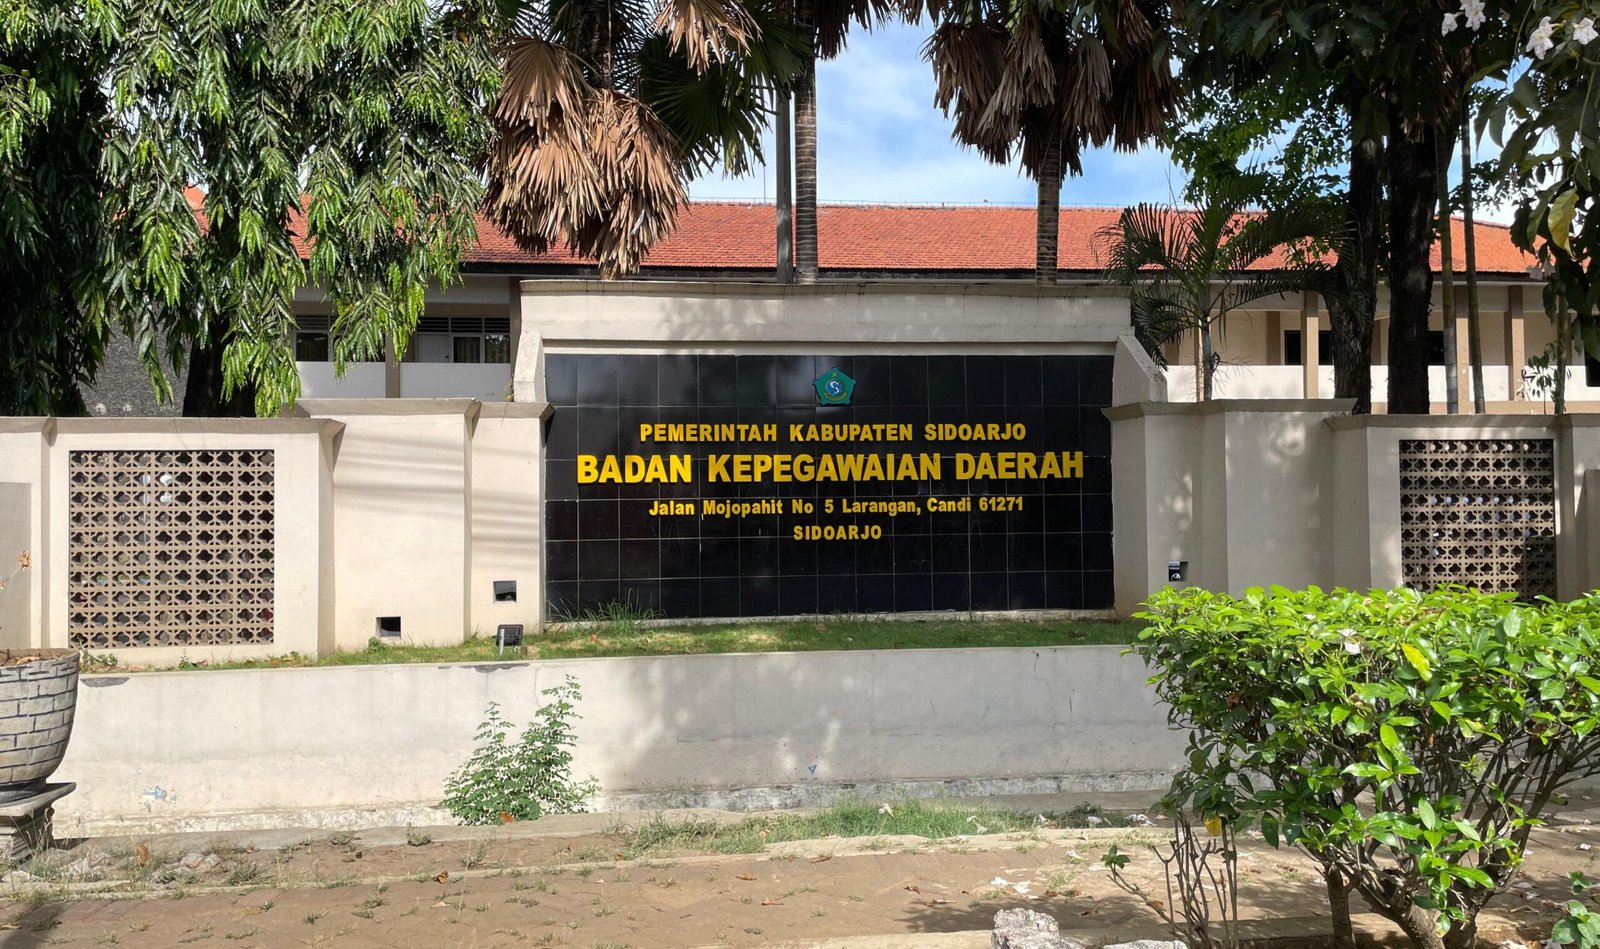 PEMERINTAH KABUPATEN SIDOARJO
BADAN KEPEGAWAIAN DAERAH
Jalan Mojopahit No 5 Larangan, Candi 61271
SIDOARJO